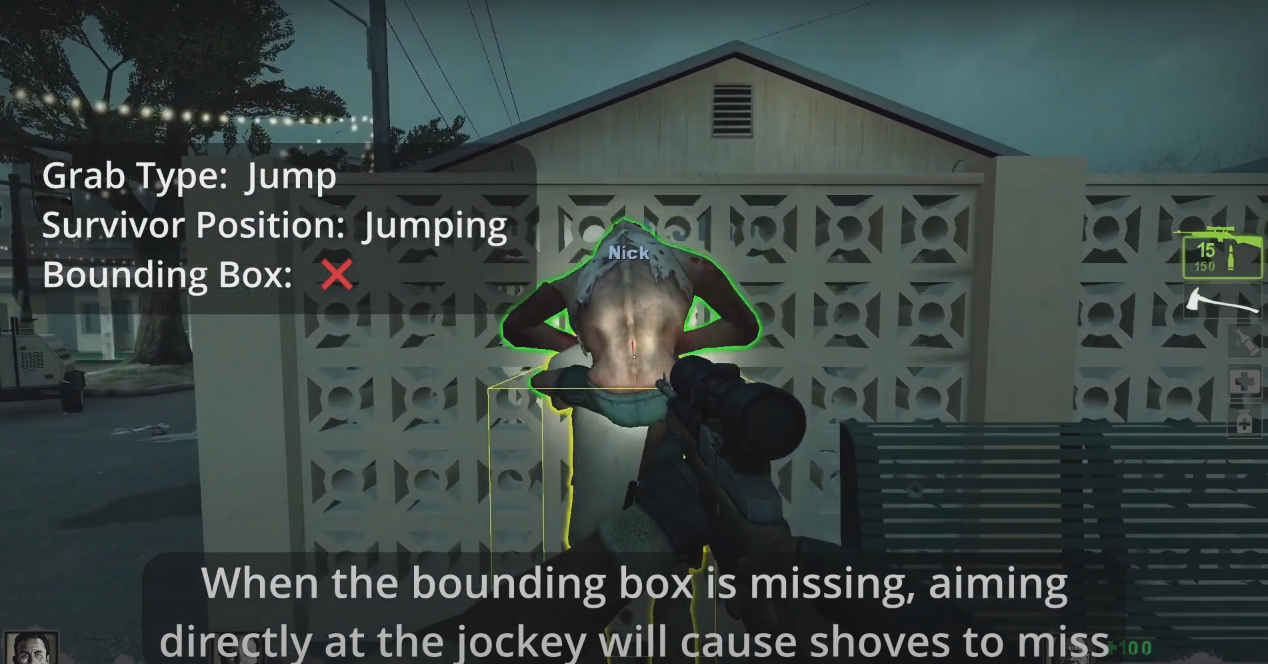 Grab Type: Jump
Survivor Position: Jumping
Bounding Box: ❌
Nick
15
150
When the bounding box is missing, aiming
directly at the jockey will cause shoves to miss
+100